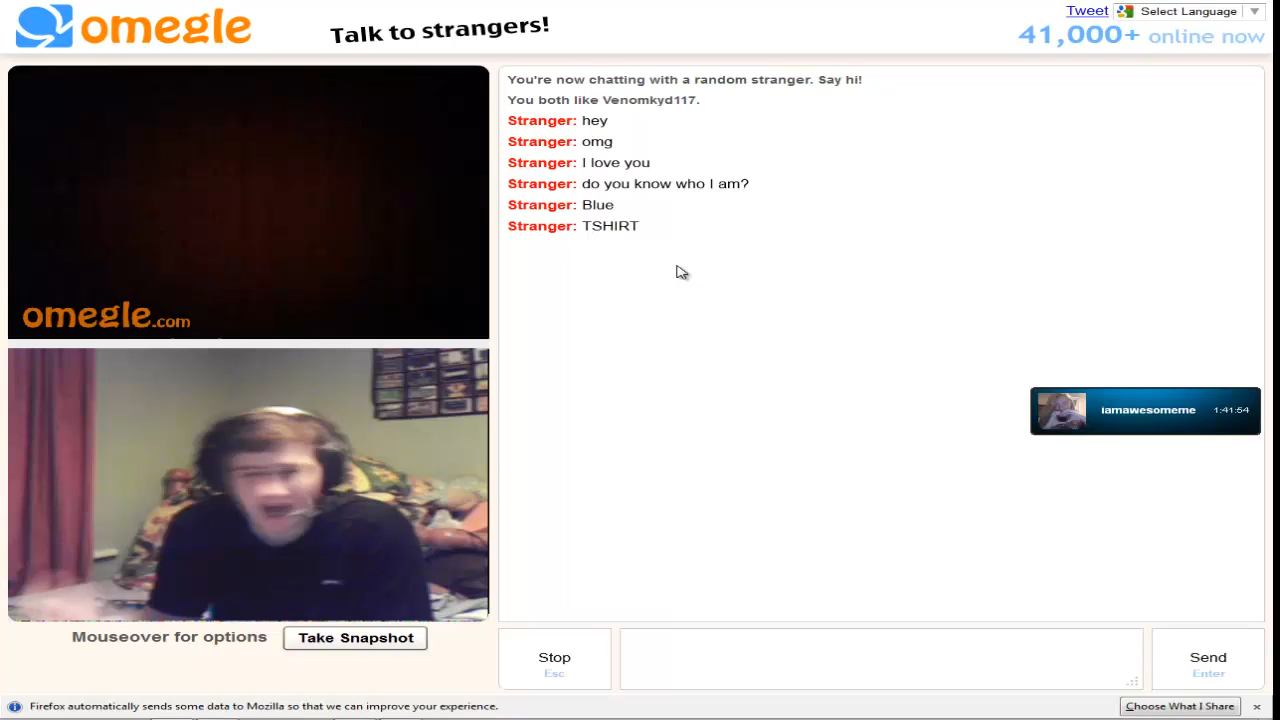 omegle
Talk to strangers!
Tweet
Select Language
41,000+ online now
You're now chatting with a random stranger. Say hi!
You both like Venomkyd117.
Stranger: hey
Stranger: omg
Stranger: I love you
Stranger: do you know who I am?
Stranger: Blue
Stranger: TSHIRT
omegle.com
iamawesomeme 1:41:54
Mouseover for options
Take Snapshot
Stop
Esc
Send
Enter
Firefox automatically sends some data to Mozilla so that we can improve your experience.
Choose What I Share